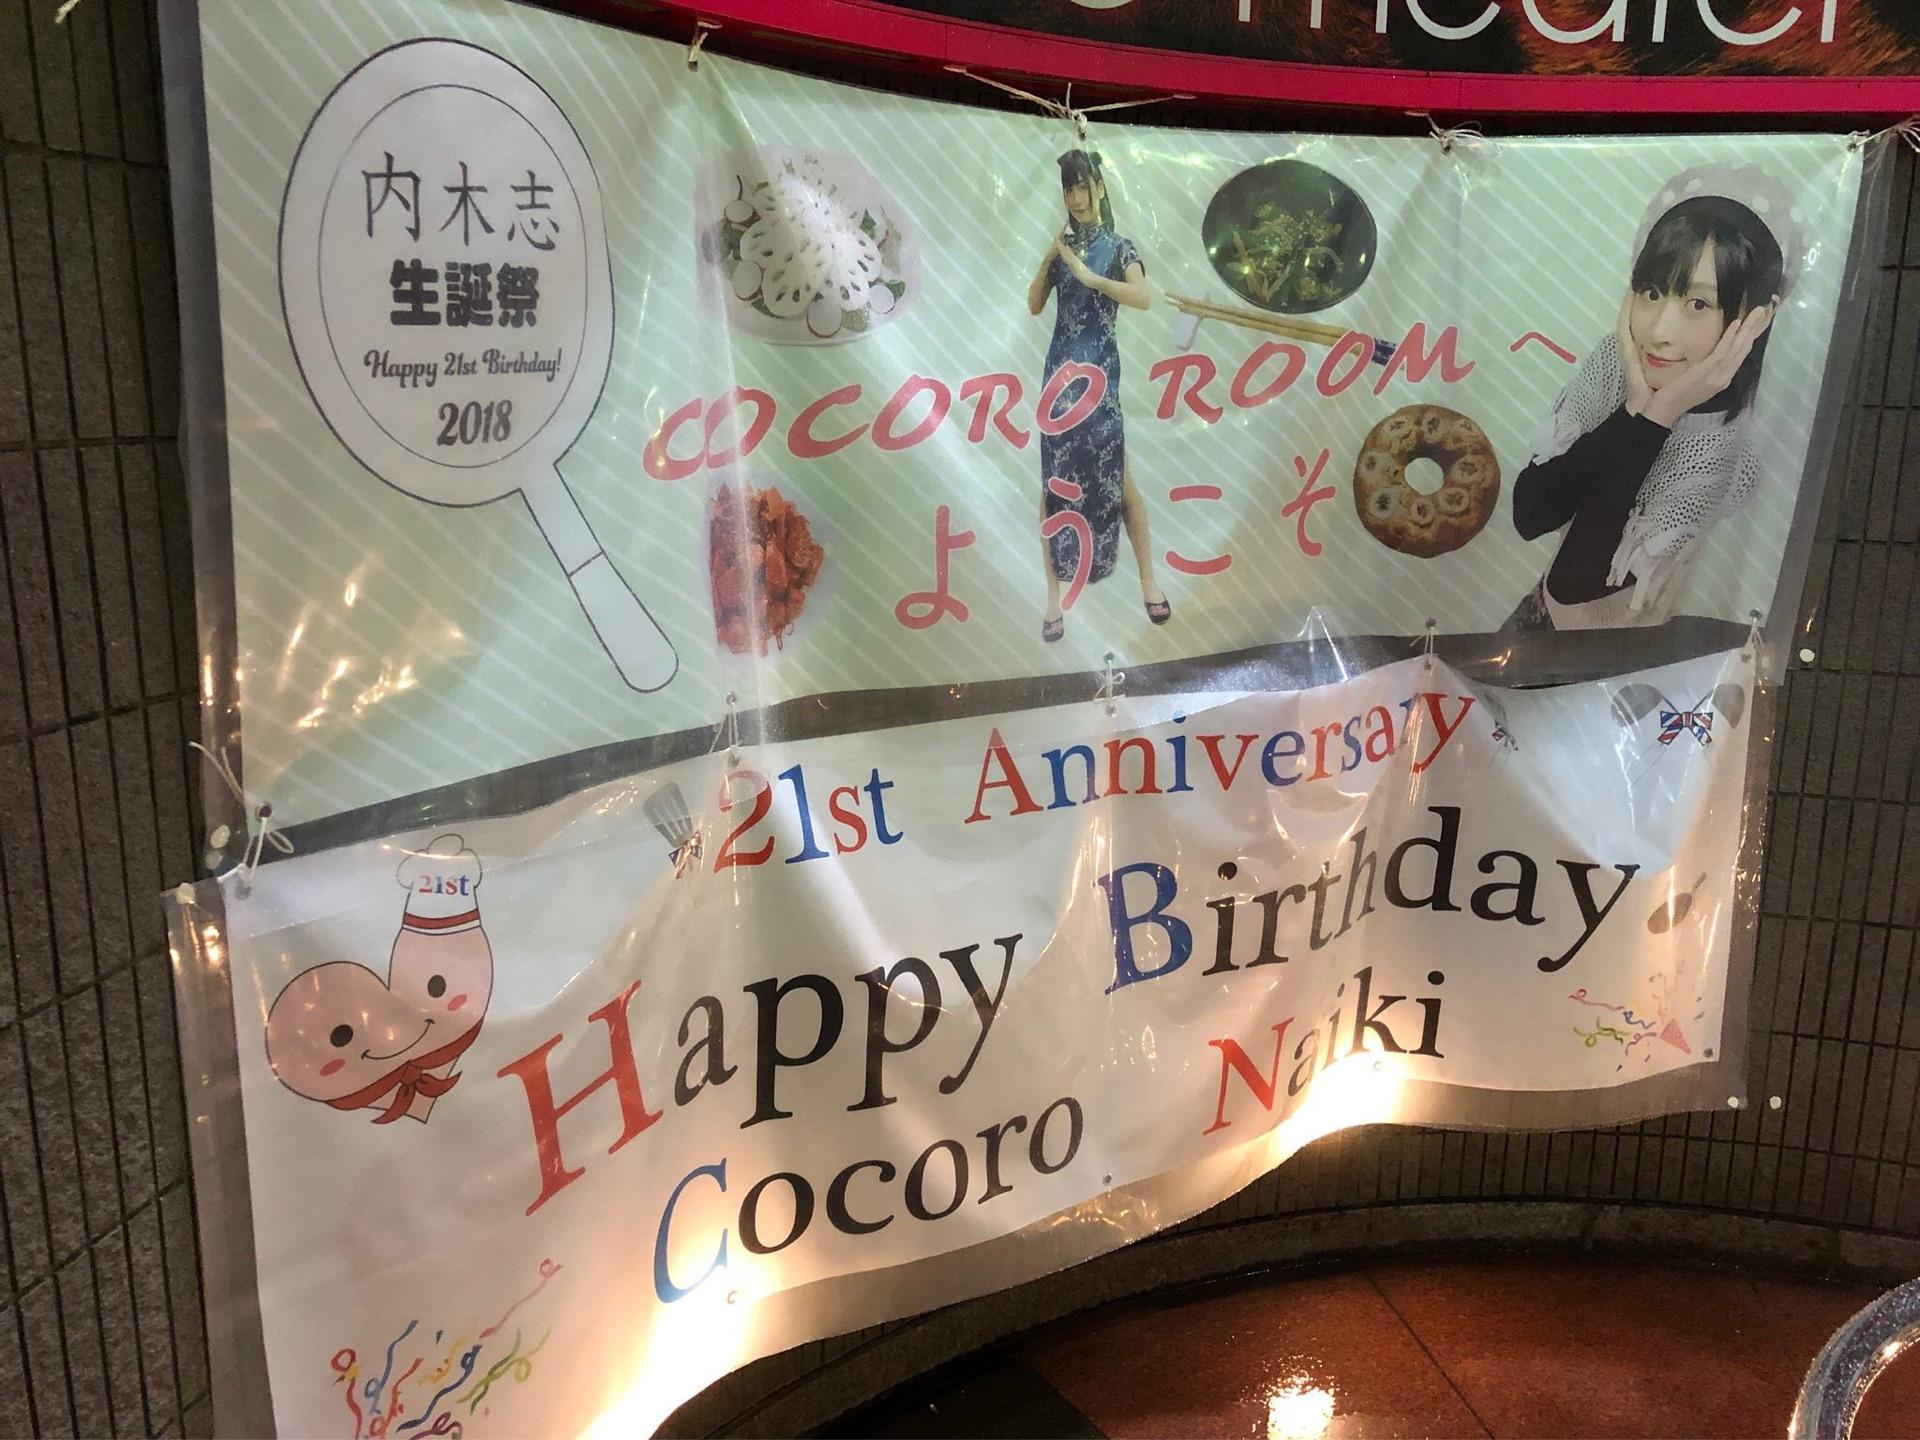 Theater
内木志
生誕祭
Happy 21st Birthday!
2018
COCORO ROOMへ
ようこそ
21st Anniversary
21st
Happy Birthday
Cocoro Naiki